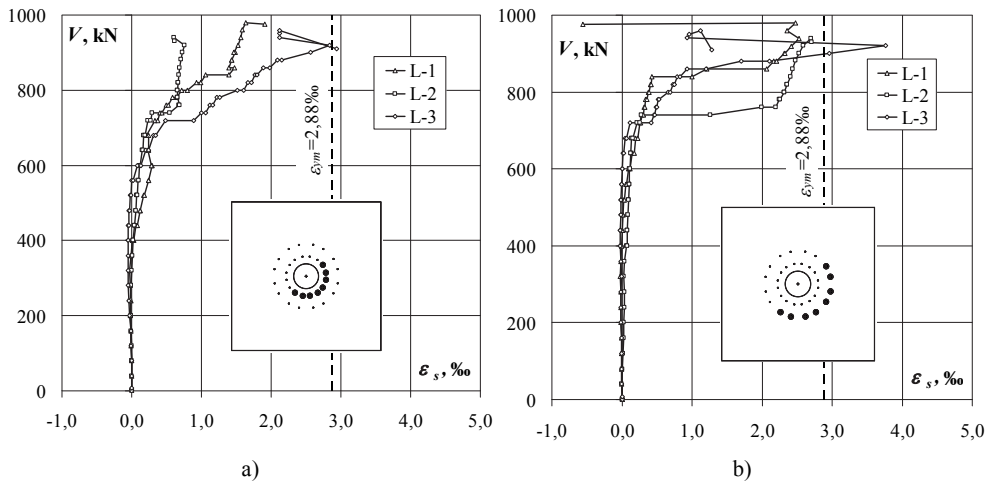 1000
V, kN
800
600
400
200
0
-1,0
0,0
1,0
2,0
3,0
4,0
5,0
L-1
L-2
L-3
εym=2,88‰
εs, ‰
a)
1000
V, kN
800
600
400
200
0
-1,0
0,0
1,0
2,0
3,0
4,0
5,0
L-1
L-2
L-3
εym=2,88‰
εs, ‰
b)